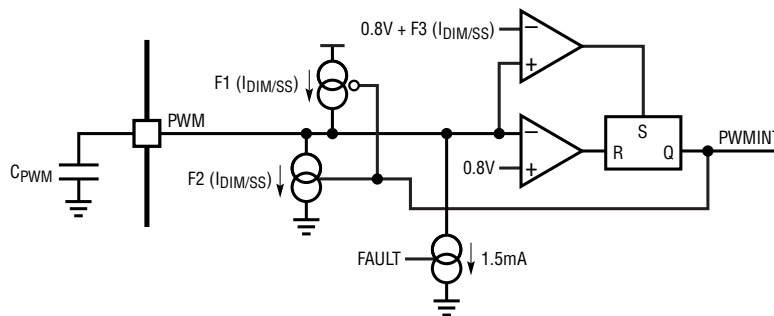 0.8V + F3 (IDIM/SS)
−
+
F1 (IDIM/SS)
PWM
S
PWMINT
−
R
Q
0.8V
+
CPWM
F2 (IDIM/SS)
FAULT
1.5mA